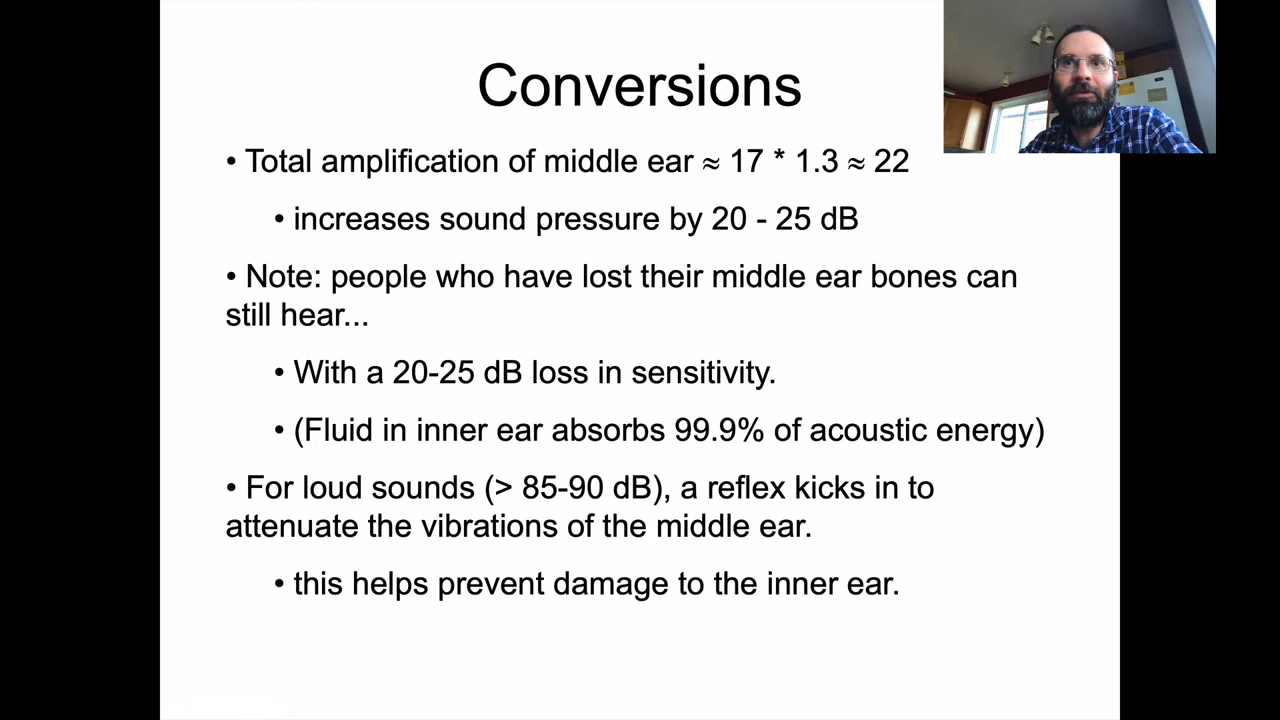 Conversions
• Total amplification of middle ear ≈ 17 * 1.3 ≈ 22
• increases sound pressure by 20 - 25 dB
• Note: people who have lost their middle ear bones can
still hear...
• With a 20-25 dB loss in sensitivity.
• (Fluid in inner ear absorbs 99.9% of acoustic energy)
• For loud sounds (> 85-90 dB), a reflex kicks in to
attenuate the vibrations of the middle ear.
• this helps prevent damage to the inner ear.